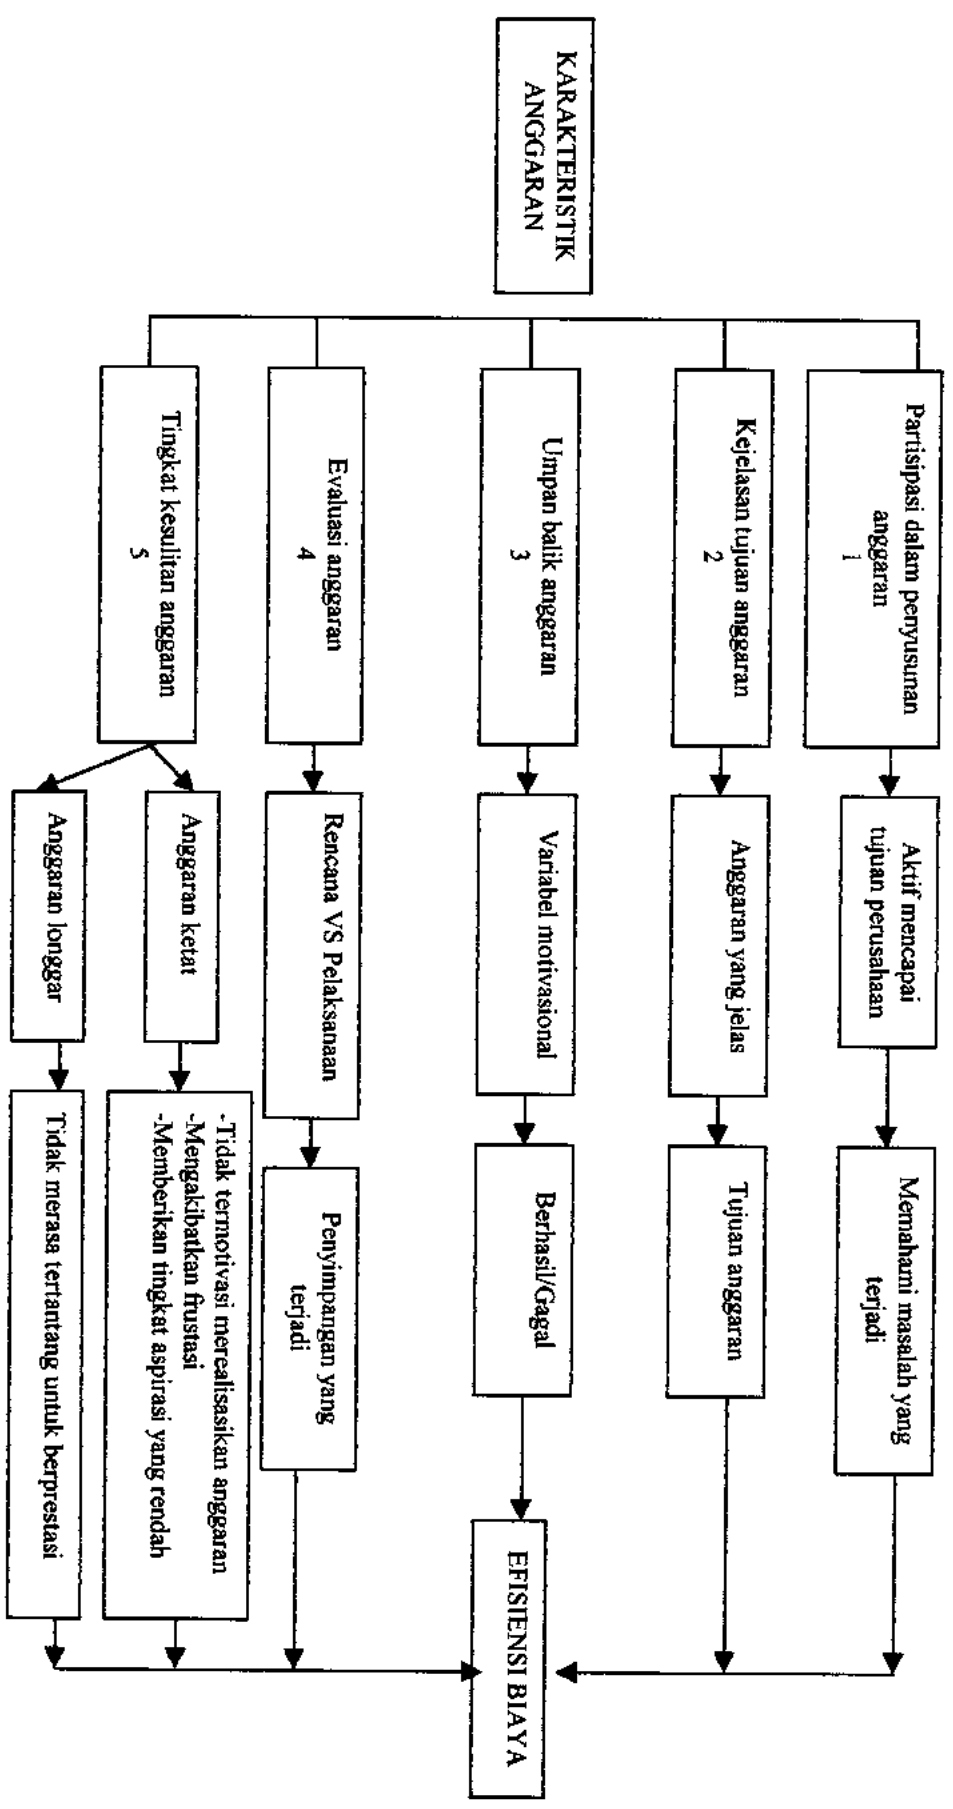 KARAKTERISTIK
ANGGARAN
Partisipasi dalam penyusunan
anggaran
1
Aktif mencapai
tujuan perusahaan
Memahami masalah yang
terjadi
Kejelasan tujuan anggaran
2
Anggaran yang jelas
Tujuan anggaran
Umpan balik anggaran
3
Variabel motivasional
Berhasil/Gagal
Evaluasi anggaran
4
Rencana VS Pelaksanaan
Penyimpangan yang
terjadi
Tingkat kesulitan anggaran
5
Anggaran ketat
-Tidak termotivasi merealisasikan anggaran
-Mengakibatkan frustasi
-Memberikan tingkat aspirasi yang rendah
Anggaran longgar
Tidak merasa tertantang untuk berprestasi
EFISIENSI BIAYA